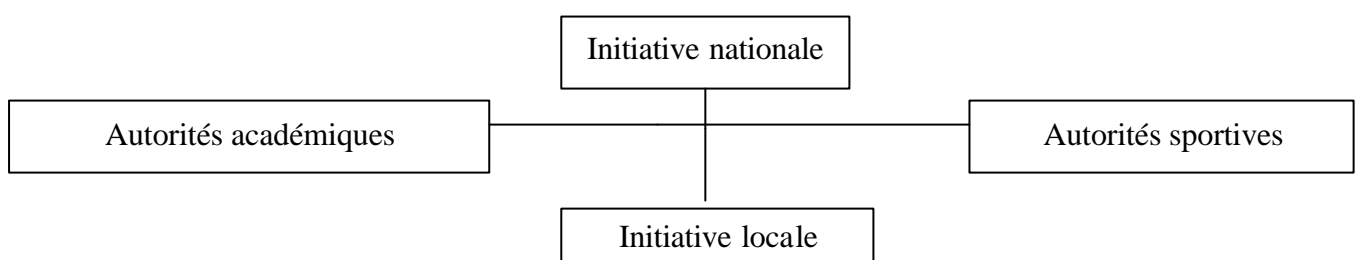 Initiative nationale
Autorités académiques
Autorités sportives
Initiative locale